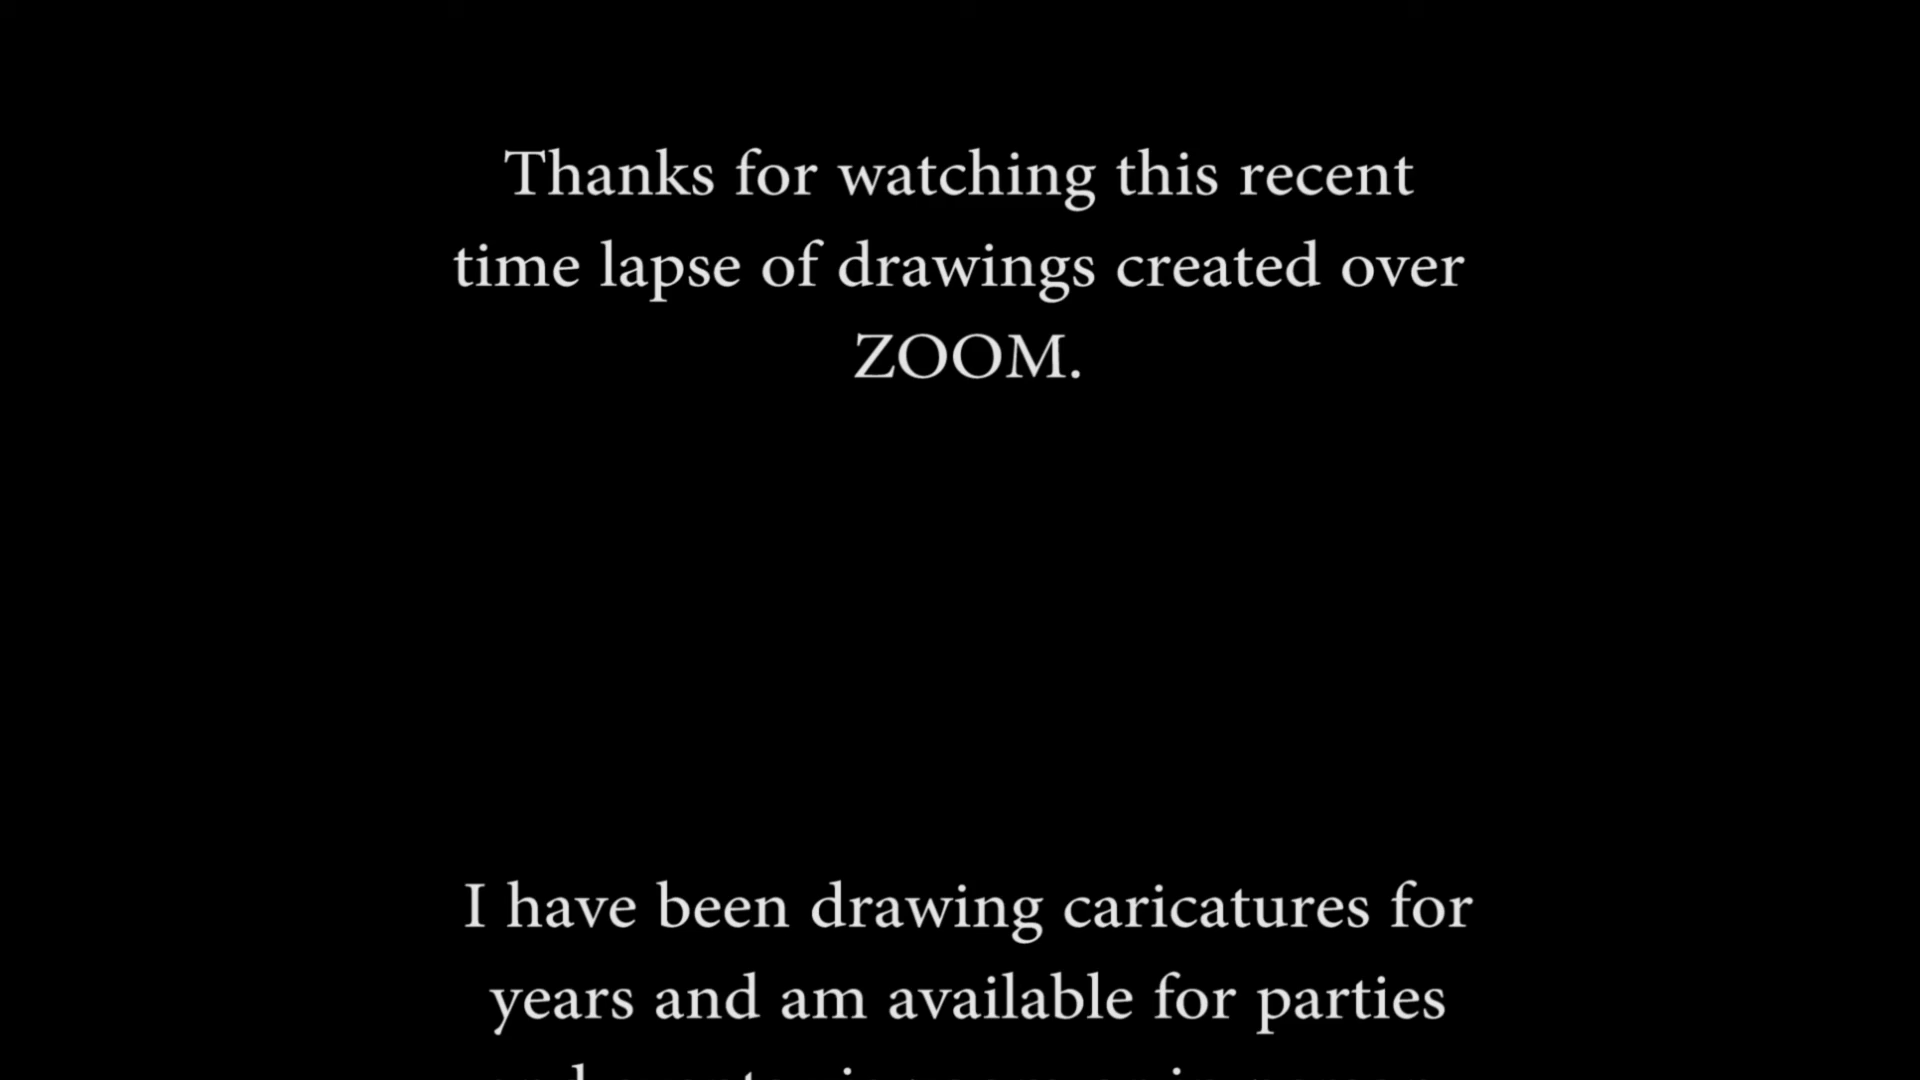 Thanks for watching this recent
time lapse of drawings created over
ZOOM.
I have been drawing caricatures for
years and am available for parties